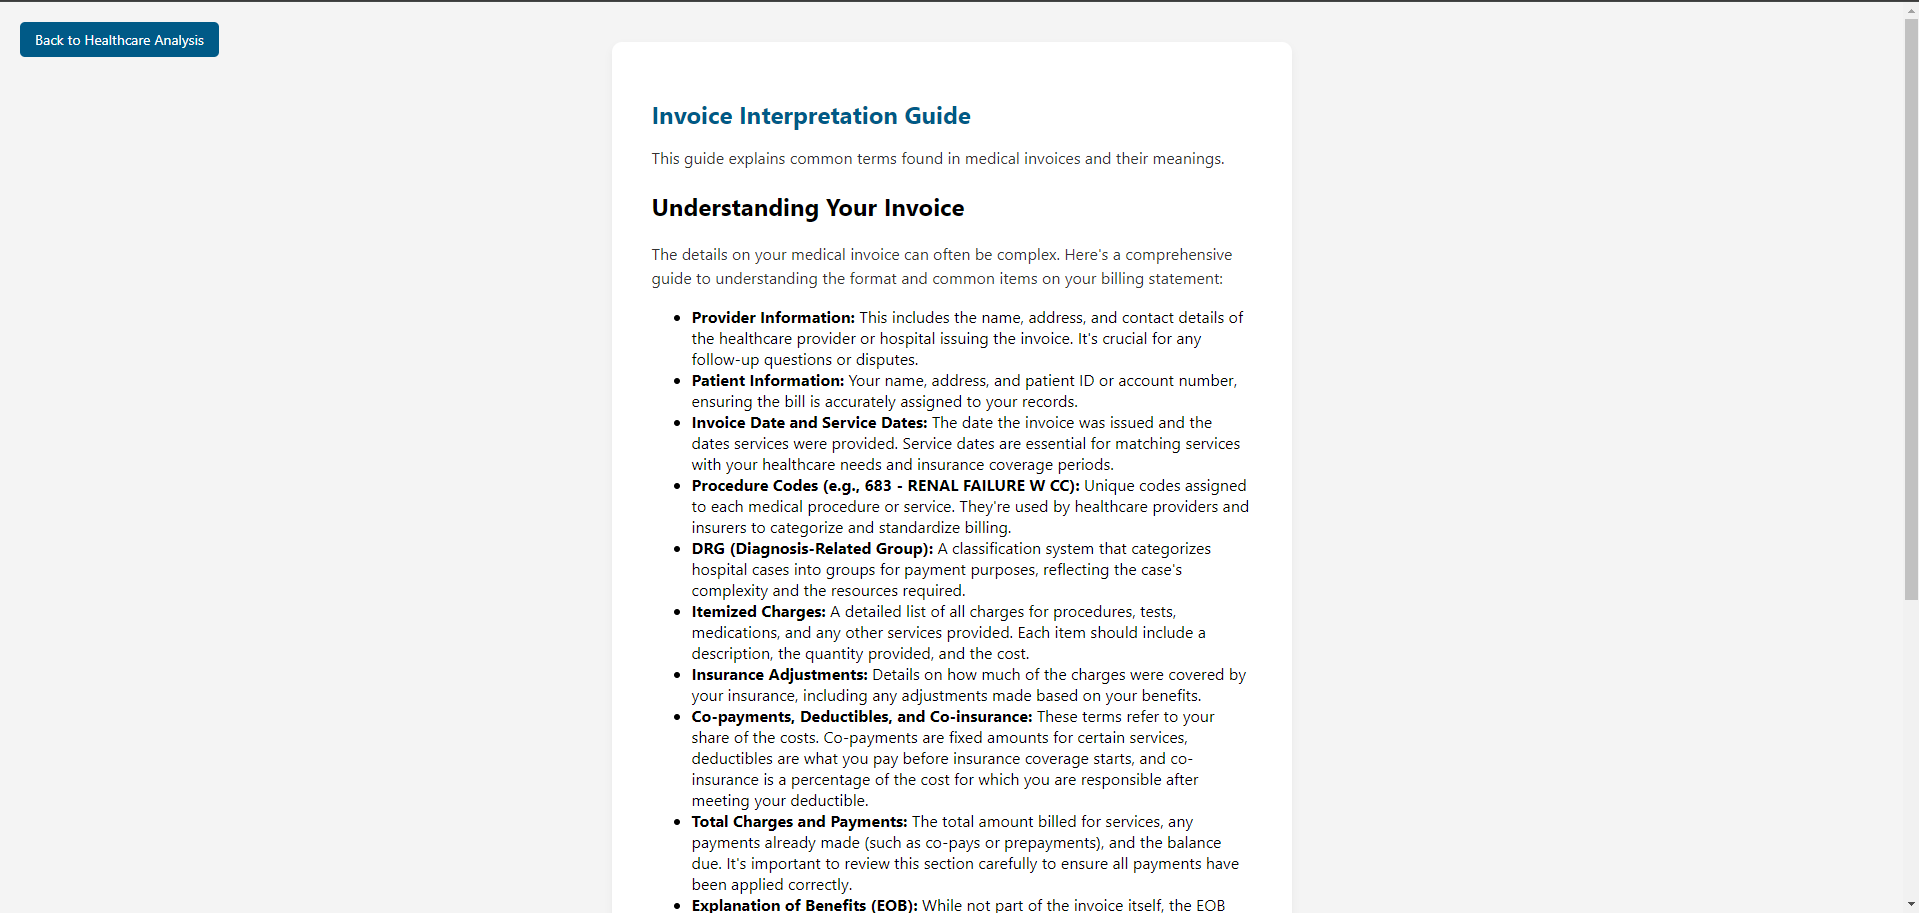 Back to Healthcare Analysis
Invoice Interpretation Guide
This guide explains common terms found in medical invoices and their meanings.
Understanding Your Invoice
The details on your medical invoice can often be complex. Here's a comprehensive
guide to understanding the format and common items on your billing statement:
• Provider Information: This includes the name, address, and contact details of
the healthcare provider or hospital issuing the invoice. It's crucial for any
follow-up questions or disputes.
• Patient Information: Your name, address, and patient ID or account number,
ensuring the bill is accurately assigned to your records.
• Invoice Date and Service Dates: The date the invoice was issued and the
dates services were provided. Service dates are essential for matching services
with your healthcare needs and insurance coverage periods.
• Procedure Codes (e.g., 683 - RENAL FAILURE W CC): Unique codes assigned
to each medical procedure or service. They're used by healthcare providers and
insurers to categorize and standardize billing.
• DRG (Diagnosis-Related Group): A classification system that categorizes
hospital cases into groups for payment purposes, reflecting the case's
complexity and the resources required.
• Itemized Charges: A detailed list of all charges for procedures, tests,
medications, and any other services provided. Each item should include a
description, the quantity provided, and the cost.
• Insurance Adjustments: Details on how much of the charges were covered by
your insurance, including any adjustments made based on your benefits.
• Co-payments, Deductibles, and Co-insurance: These terms refer to your
share of the costs. Co-payments are fixed amounts for certain services,
deductibles are what you pay before insurance coverage starts, and co-
insurance is a percentage of the cost for which you are responsible after
meeting your deductible.
• Total Charges and Payments: The total amount billed for services, any
payments already made (such as co-pays or prepayments), and the balance
due. It's important to review this section carefully to ensure all payments have
been applied correctly.
• Explanation of Benefits (EOB): While not part of the invoice itself, the EOB